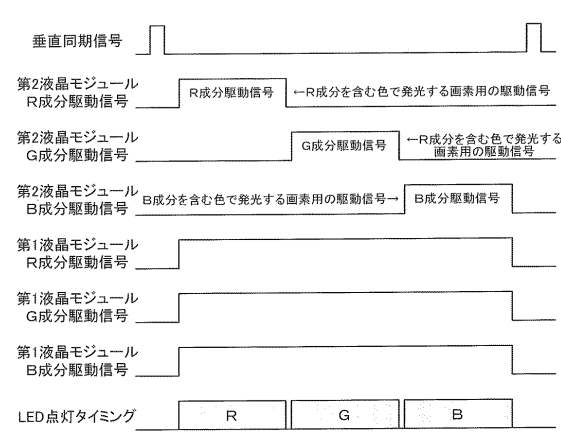 垂直同期信号
第2液晶モジュール
R成分駆動信号
R成分駆動信号
←R成分を含む色で発光する画素用の駆動信号
第2液晶モジュール
G成分駆動信号
G成分駆動信号
←R成分を含む色で発光する
画素用の駆動信号
第2液晶モジュール
B成分駆動信号
B成分を含む色で発光する画素用の駆動信号→
B成分駆動信号
第1液晶モジュール
R成分駆動信号
第1液晶モジュール
G成分駆動信号
第1液晶モジュール
B成分駆動信号
LED点灯タイミング
R
G
B